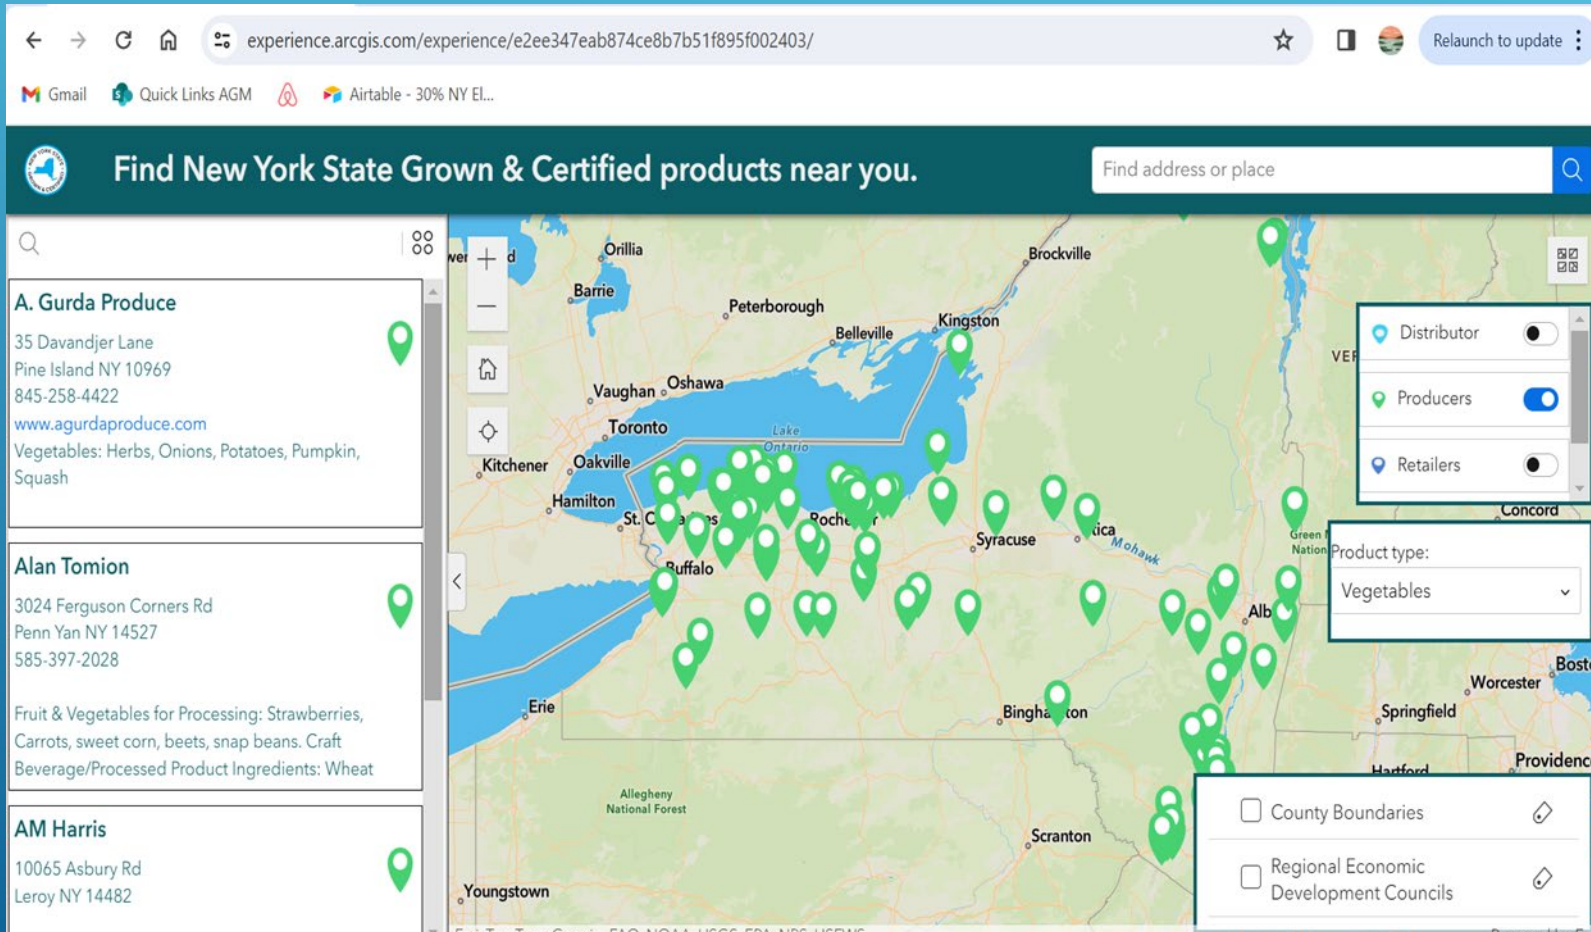 experience.arcgis.com/experience/e2ee347eab874ce8b7b51f895f002403/
Relaunch to update
Gmail
Quick Links AGM
Airtable - 30% NY El...
Find New York State Grown & Certified products near you.
Find address or place
A. Gurda Produce
35 Davandjer Lane
Pine Island NY 10969
845-258-4422
www.agurdaproduce.com
Vegetables: Herbs, Onions, Potatoes, Pumpkin,
Squash
Alan Tomion
3024 Ferguson Corners Rd
Penn Yan NY 14527
585-397-2028
Fruit & Vegetables for Processing: Strawberries,
Carrots, sweet corn, beets, snap beans. Craft
Beverage/Processed Product Ingredients: Wheat
AM Harris
10065 Asbury Rd
Leroy NY 14482
Orillia
Barrie
Peterborough
Belleville
Kingston
Brockville
Vaughan
Oshawa
Toronto
Lake
Ontario
Kitchener
Oakville
Hamilton
Syracuse
Mohawk
Buffalo
Erie
Allegheny
National Forest
Scranton
Youngstown
Concord
Worcester
Springfield
Hartford
Distributor
Producers
Retailers
Product type:
Vegetables
County Boundaries
Regional Economic
Development Councils